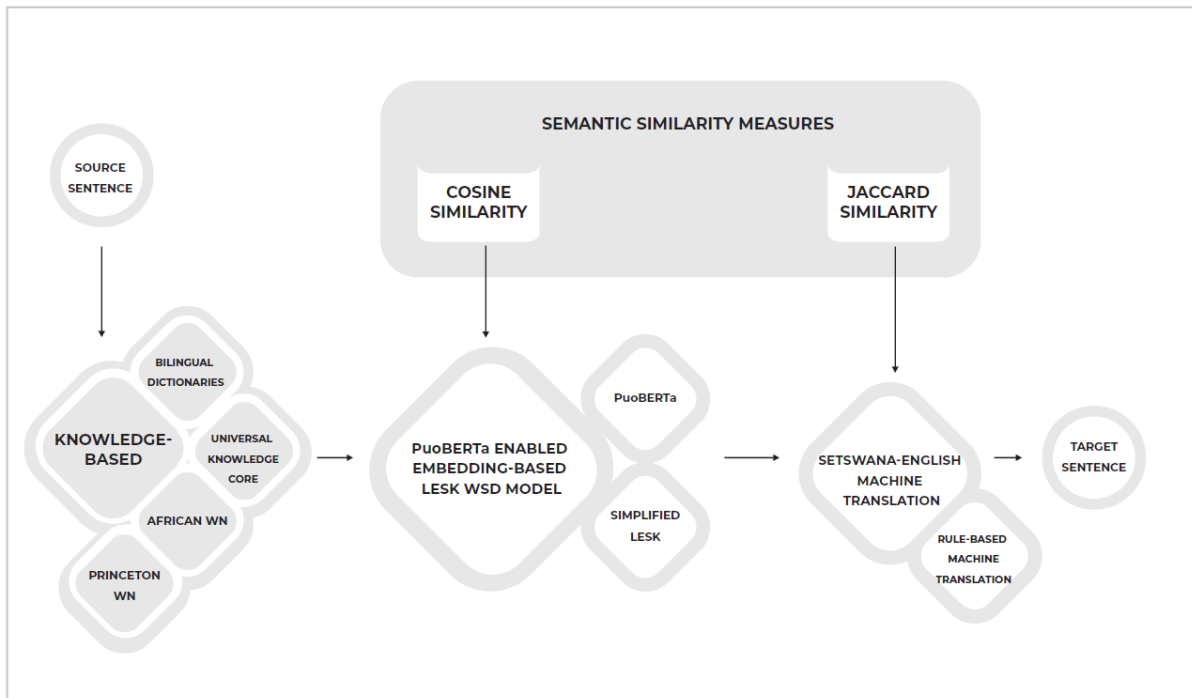 SEMANTIC SIMILARITY MEASURES
SOURCE
SENTENCE
COSINE
SIMILARITY
JACCARD
SIMILARITY
BILINGUAL
DICTIONARIES
KNOWLEDGE-
BASED
UNIVERSAL
KNOWLEDGE
CORE
AFRICAN WN
PRINCETON
WN
PuoBERTa ENABLED
EMBEDDING-BASED
LESK WSD MODEL
PuoBERTa
SIMPLIFIED
LESK
SETSWANA-ENGLISH
MACHINE
TRANSLATION
RULE-BASED
MACHINE
TRANSLATION
TARGET
SENTENCE